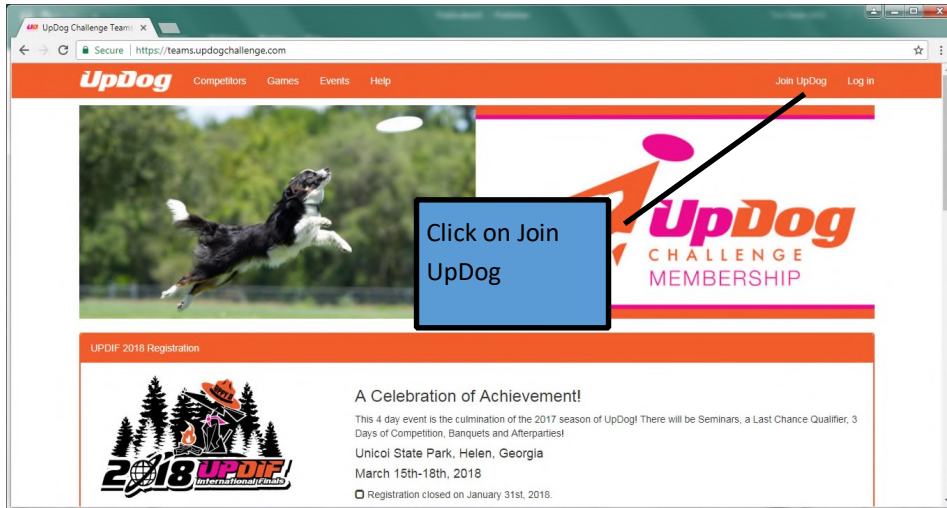 UpDog Challenge Teams
Secure | https://teams.updogchallenge.com
UpDog Competitors Games Events Help Join UpDog Log in
Click on Join
UpDog
UpDog
CHALLENGE
MEMBERSHIP
UPDIF 2018 Registration
A Celebration of Achievement!
This 4 day event is the culmination of the 2017 season of UpDog! There will be Seminars, a Last Chance Qualifier, 3
Days of Competition, Banquets and Afterparties!
Unicoi State Park, Helen, Georgia
March 15th-18th, 2018
Registration closed on January 31st, 2018.
2018 UPDIF!
International Finals